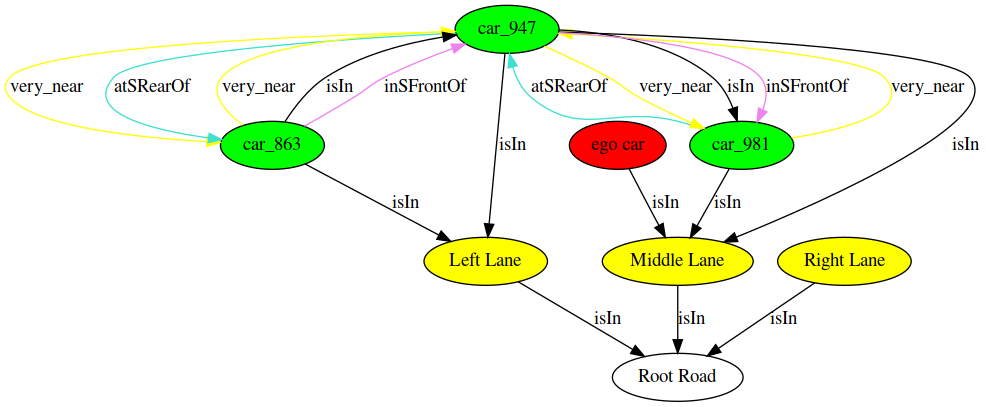 car_947
very_near
atSRearOf
very_near
isIn
inSFrontOf
atSRearOf
very_near
isIn
inSFrontOf
very_near
car_863
isIn
ego car
car_981
isIn
isIn
isIn
isIn
Left Lane
Middle Lane
Right Lane
isIn
isIn
isIn
Root Road